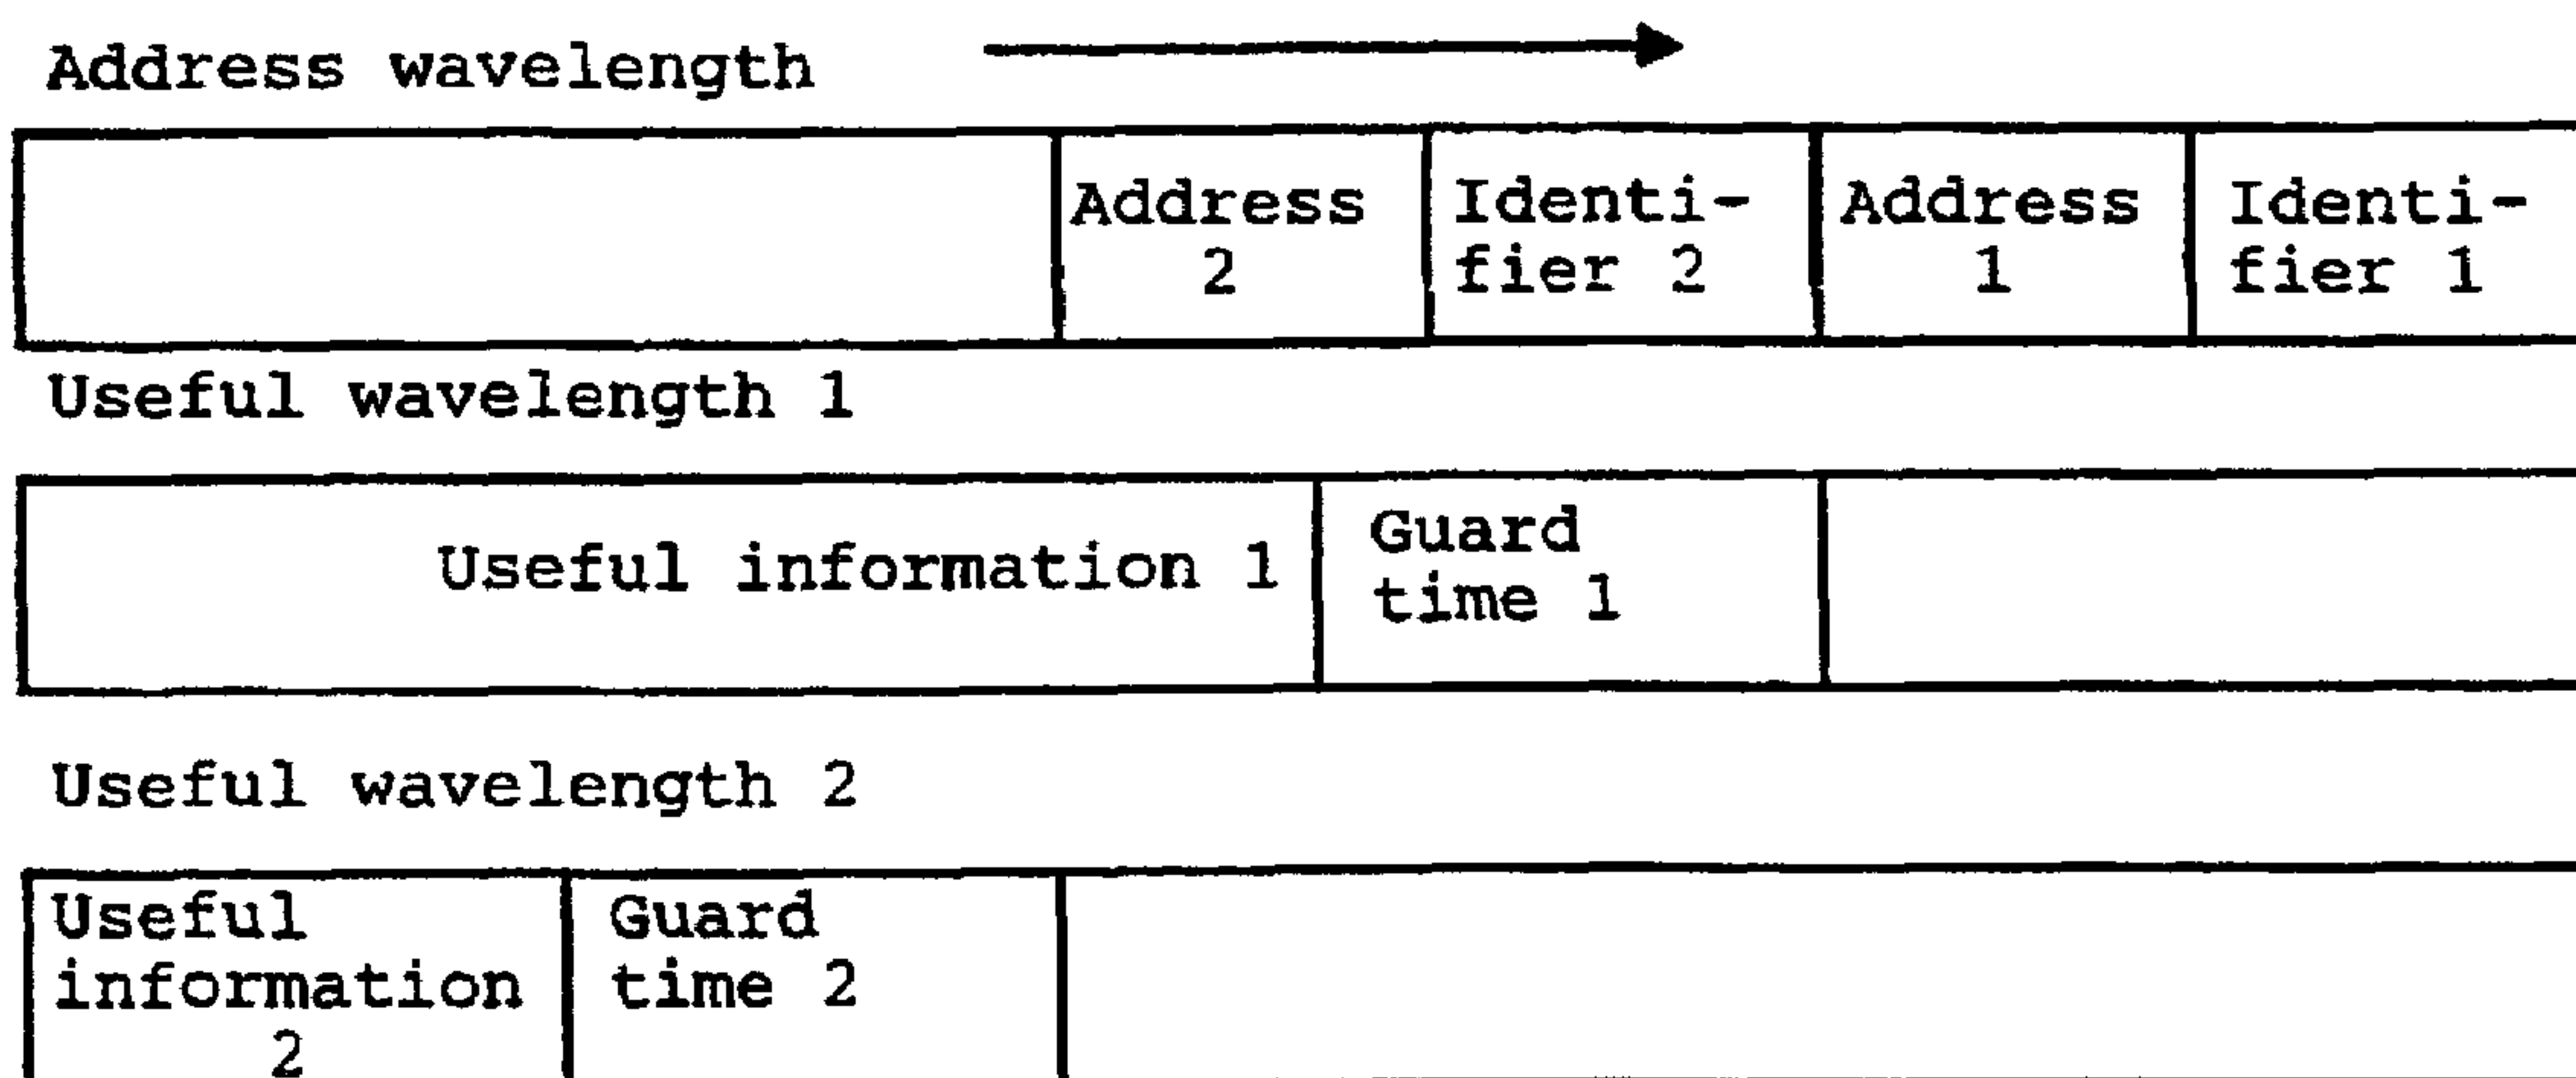 Address wavelength
Address
2
Identi-
fier 2
Address
1
Identi-
fier 1
Useful wavelength 1
Useful information 1
Guard
time 1
Useful wavelength 2
Useful
information
2
Guard
time 2